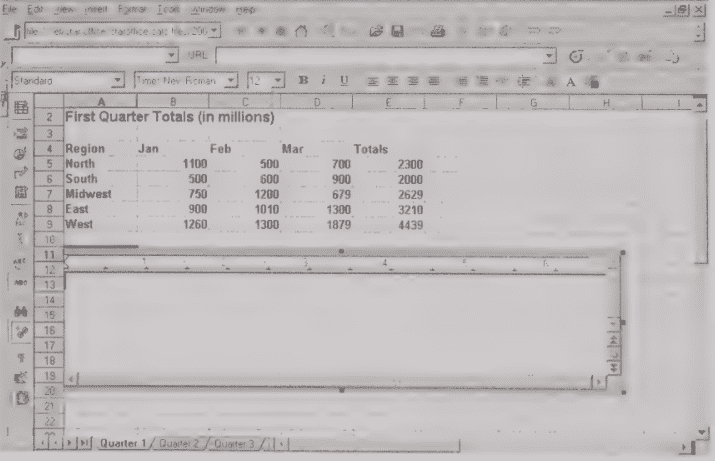 File Edit View Insert Format Tools Window Help
URL
Standard Times New Roman 12 B i U
A A
A B C D E F G H I
2 First Quarter Totals (in millions)
3
4 Region Jan Feb Mar Totals
5 North 1100 500 700 2300
6 South 500 600 900 2000
7 Midwest 750 1200 679 2629
8 East 900 1010 1300 3210
9 West 1260 1300 1879 4439
10
11
12
13
14
15
16
17
18
19
20
21
22
Quarter 1 Quarter 2 Quarter 3